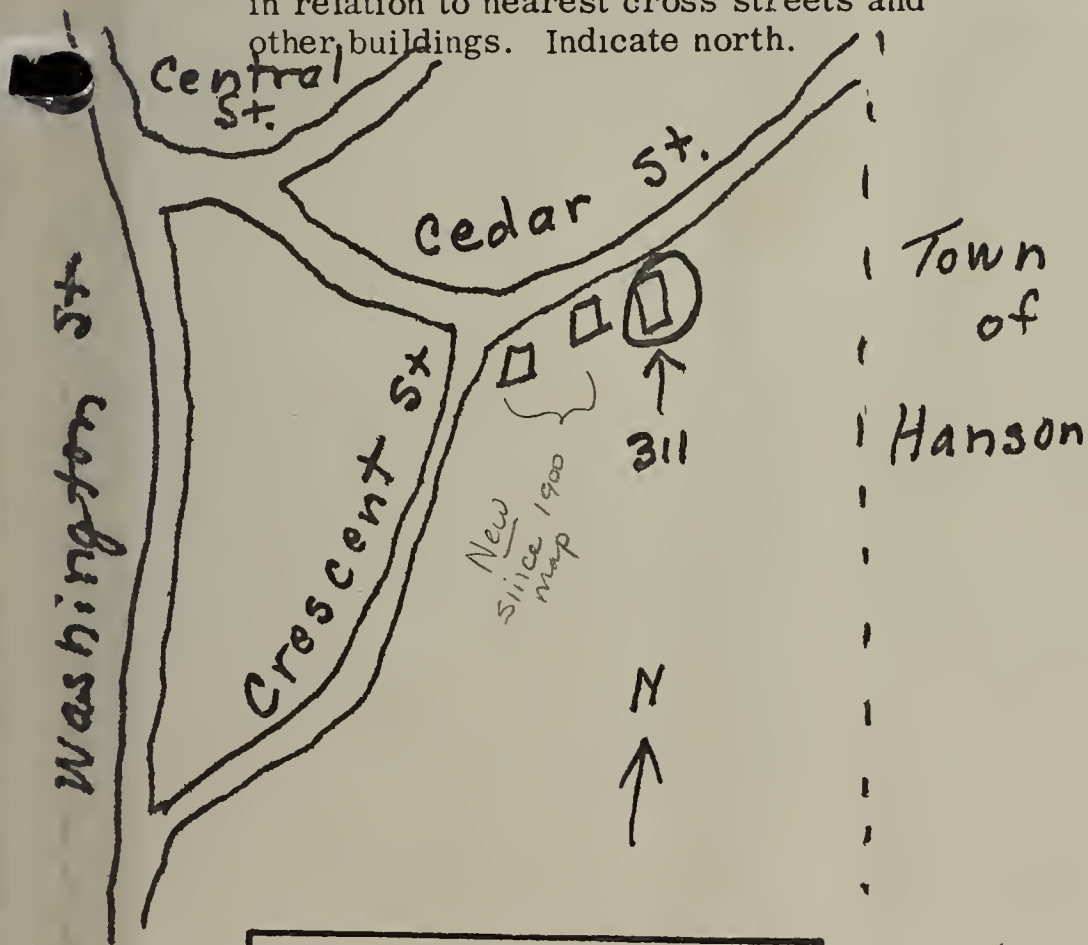 in relation to nearest cross streets and
other buildings. Indicate north.
Central
St.
Cedar St.
Town
of
Hanson
Washington St
Crescent St
311
New
since 1900
map
N